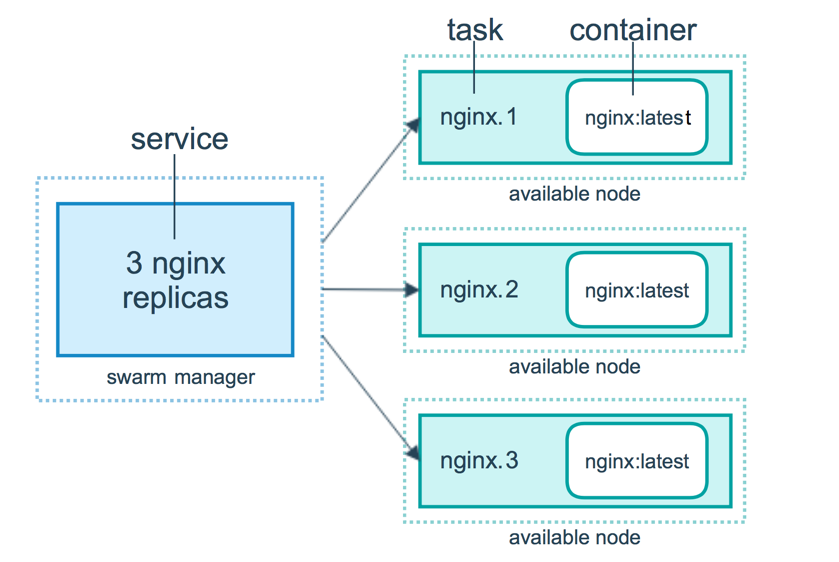 service
3 nginx
replicas
swarm manager
task
container
nginx.1
nginx:latest
available node
nginx.2
nginx:latest
available node
nginx.3
nginx:latest
available node